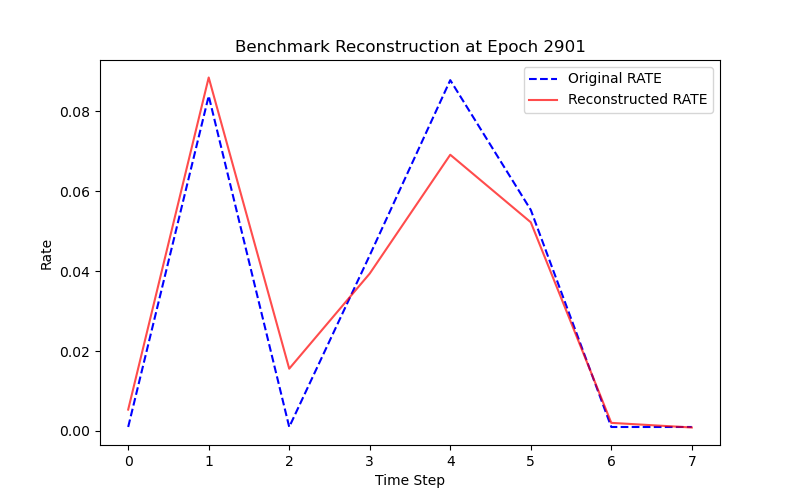 Benchmark Reconstruction at Epoch 2901
Original RATE
Reconstructed RATE
0.08
0.06
0.04
0.02
0.00
Rate
0 1 2 3 4 5 6 7
Time Step